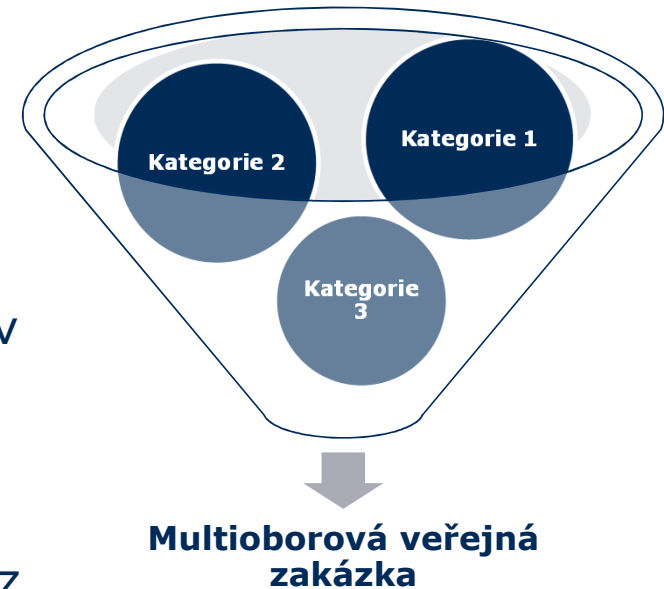 Kategorie 2
Kategorie 1
Kategorie
3
v
Multioborová veřejná
zakázka
z